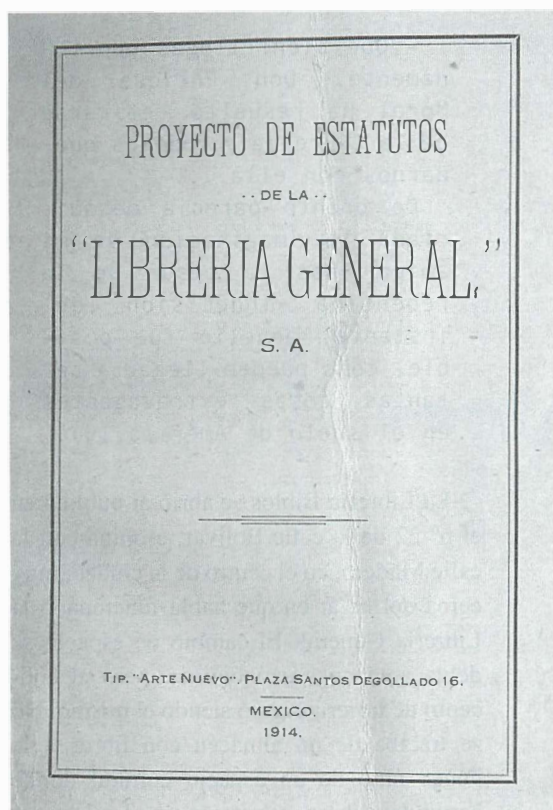 PROYECTO DE ESTATUTOS
·· DE LA ··
"LIBRERIA GENERAL,"
S. A.
TIP. "ARTE NUEVO". PLAZA SANTOS DEGOLLADO 16.
MEXICO.
1914.